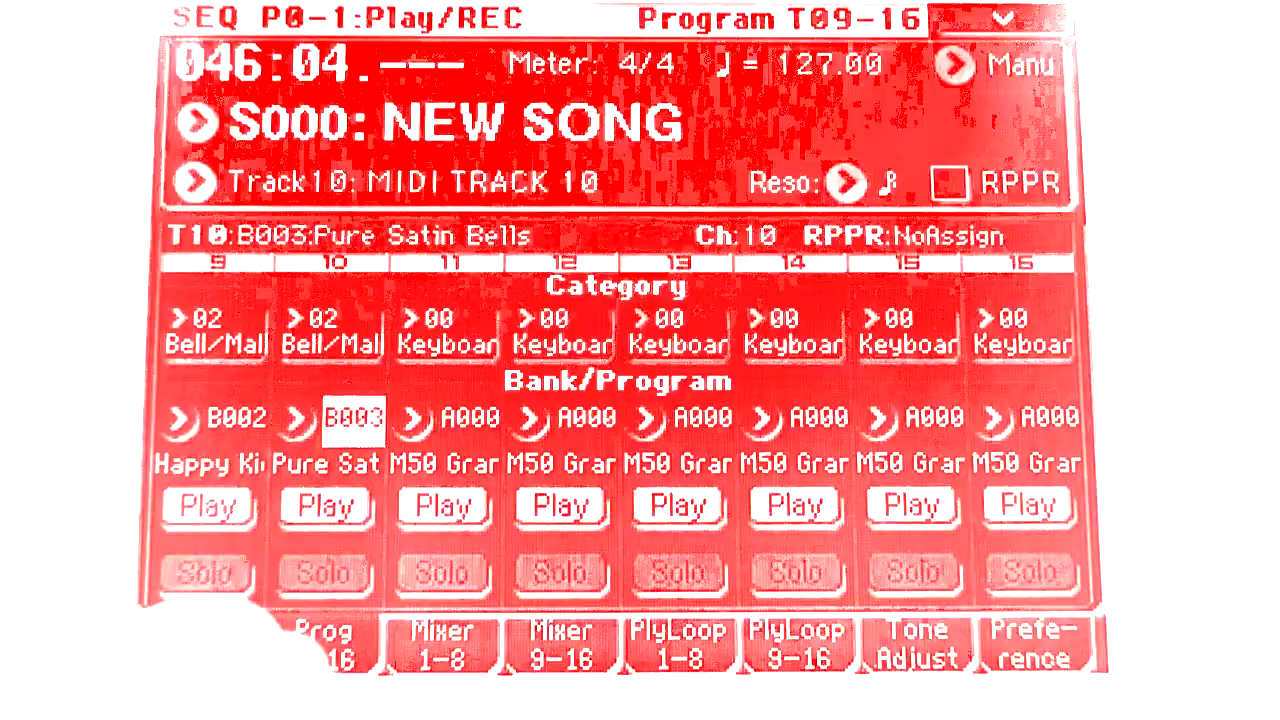 SEQ P0-1:Play/REC Program T09-16
046:04.--- Meter: 4/4 ♩= 127.00 Manu
S000: NEW SONG
Track10: MIDI TRACK 10 Reso: ♪ RPPR
T10:B003:Pure Satin Bells Ch:10 RPPR:NoAssign
9 10 11 12 13 14 15 16
Category
02 02 00 00 00 00 00 00
Bell/Mall Bell/Mall Keyboar Keyboar Keyboar Keyboar Keyboar Keyboar
Bank/Program
B002 B003 A000 A000 A000 A000 A000 A000
Happy Ki Pure Sat M50 Grar M50 Grar M50 Grar M50 Grar M50 Grar M50 Grar
Play Play Play Play Play Play Play Play
Solo Solo Solo Solo Solo Solo Solo Solo
Prog Mixer Mixer PlyLoop PlyLoop Tone Prefe-
16 1-8 9-16 1-8 9-16 Adjust rence